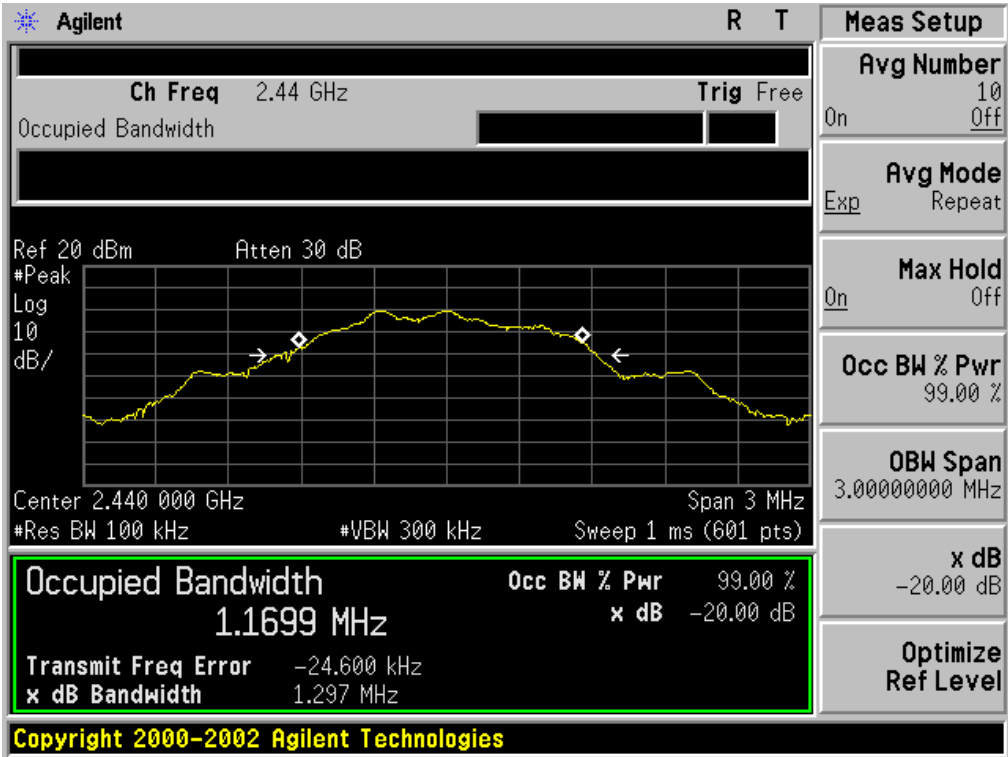 Agilent R T
Ch Freq 2.44 GHz Trig Free
Occupied Bandwidth
Ref 20 dBm Atten 30 dB
#Peak
Log
10
dB/
Center 2.440 000 GHz Span 3 MHz
#Res BW 100 kHz #VBW 300 kHz Sweep 1 ms (601 pts)
Occupied Bandwidth Occ BW % Pwr 99.00 %
1.1699 MHz x dB -20.00 dB
Transmit Freq Error -24.600 kHz
x dB Bandwidth 1.297 MHz
Copyright 2000-2002 Agilent Technologies
Meas Setup
Avg Number
10
On Off
Avg Mode
Exp Repeat
Max Hold
On Off
Occ BW % Pwr
99.00 %
OBW Span
3.00000000 MHz
x dB
-20.00 dB
Optimize
Ref Level